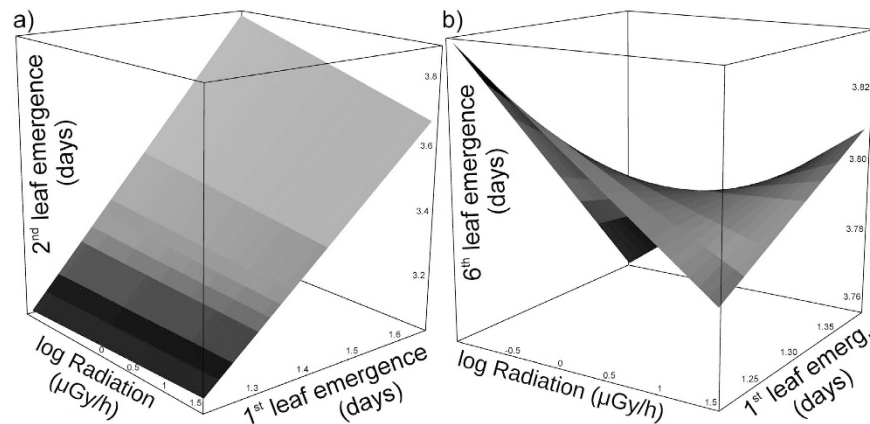 a)
2nd leaf emergence
(days)
3.8
3.6
3.4
3.2
0
0.5
1
1.5
log Radiation
(µGy/h)
1.3
1.4
1.5
1.6
1st leaf emergence
(days)
b)
6th leaf emergence
(days)
3.82
3.80
3.78
3.76
-0.5
0
0.5
1
1.5
log Radiation (µGy/h)
1.25
1.30
1.35
1st leaf emerg.
(days)